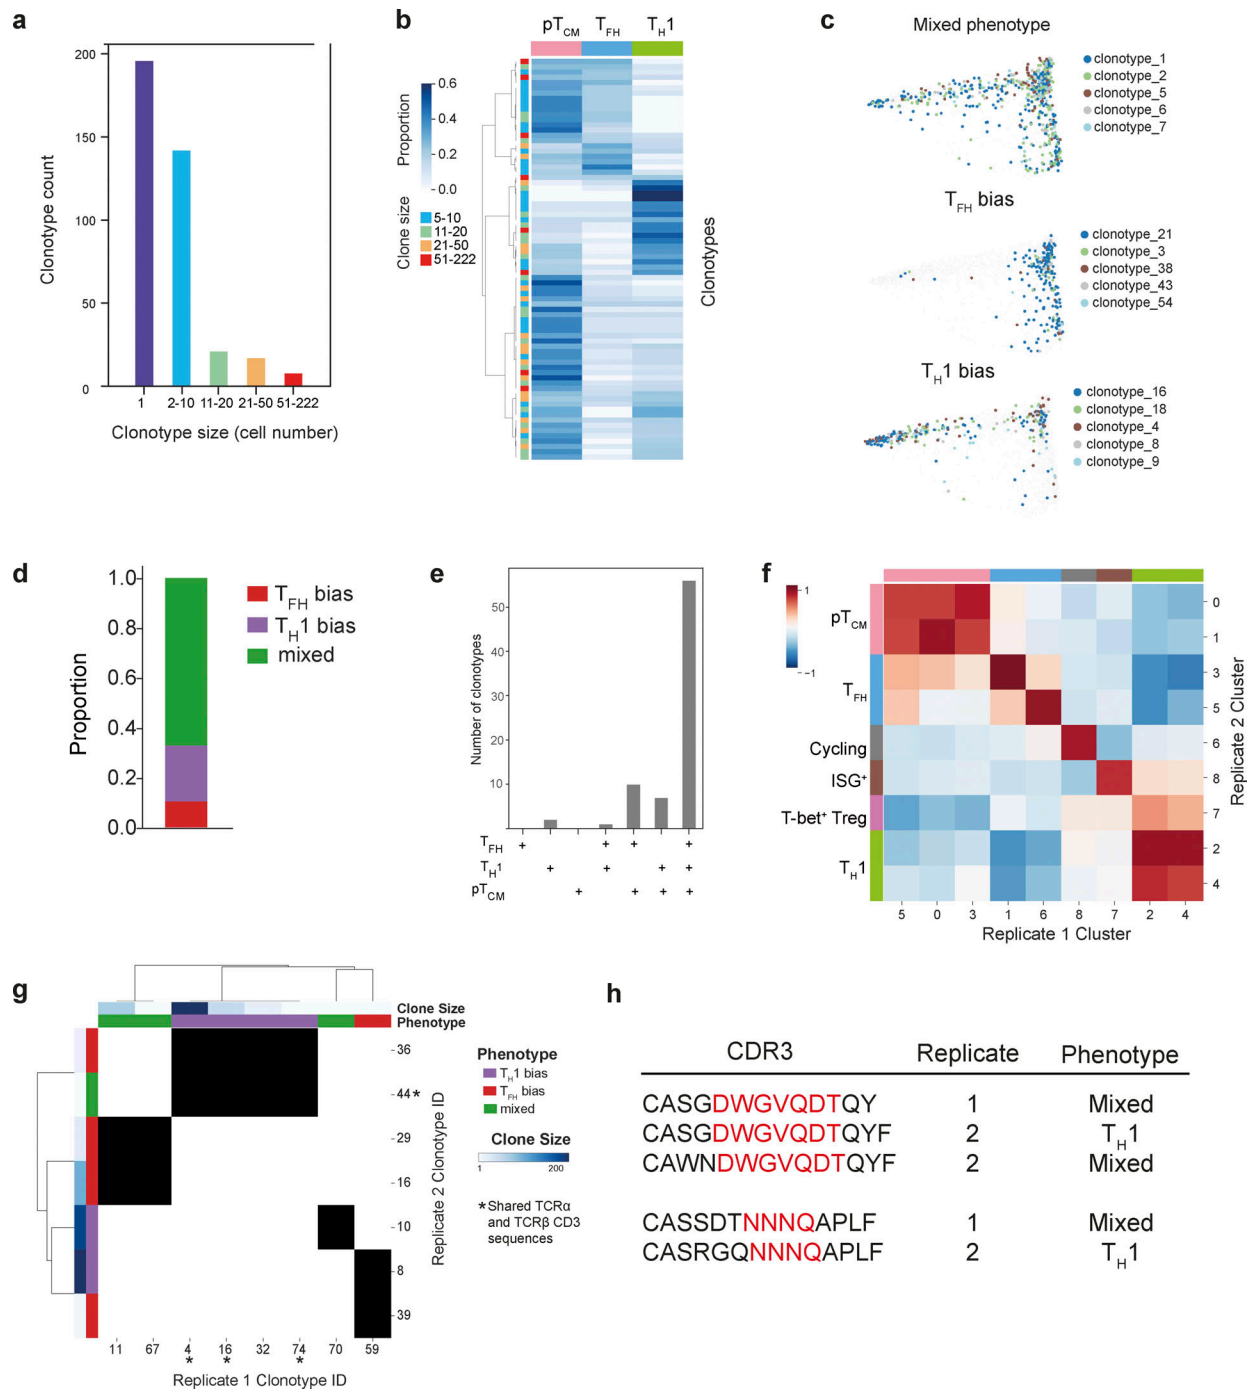 a
200
150
100
50
0
Clonotype count
1 2-10 11-20 21-50 51-222
Clonotype size (cell number)
b
pTCM TFH TH1
0.6
0.4
0.2
0.0
Proportion
Clone size
5-10
11-20
21-50
51-222
Clonotypes
c
Mixed phenotype
clonotype_1
clonotype_2
clonotype_5
clonotype_6
clonotype_7
TFH bias
clonotype_21
clonotype_3
clonotype_38
clonotype_43
clonotype_54
TH1 bias
clonotype_16
clonotype_18
clonotype_4
clonotype_8
clonotype_9
d
1.0
0.8
0.6
0.4
0.2
0.0
Proportion
TFH bias
TH1 bias
mixed
e
50
40
30
20
10
0
Number of clonotypes
TFH + + + +
TH1 + + + +
pTCM + + + +
f
1
−1
pTCM
TFH
Cycling
ISG+
T-bet+ Treg
TH1
0
1
3
5
6
8
7
2
4
Replicate 2 Cluster
5 0 3 1 6 8 7 2 4
Replicate 1 Cluster
g
Clone Size
Phenotype
36
44 *
29
16
10
8
39
Replicate 2 Clonotype ID
11 67 4 16 32 74 70 59
* * *
Replicate 1 Clonotype ID
Phenotype
TH1 bias
TFH bias
mixed
Clone Size
1 200
* Shared TCRα
and TCRβ CD3
sequences
h
CDR3 Replicate Phenotype
CASGDWGVQDTQY 1 Mixed
CASGDWGVQDTQYF 2 TH1
CAWNDWGVQDTQYF 2 Mixed
CASSDTNNNQAPLF 1 Mixed
CASRGQNNNQAPLF 2 TH1